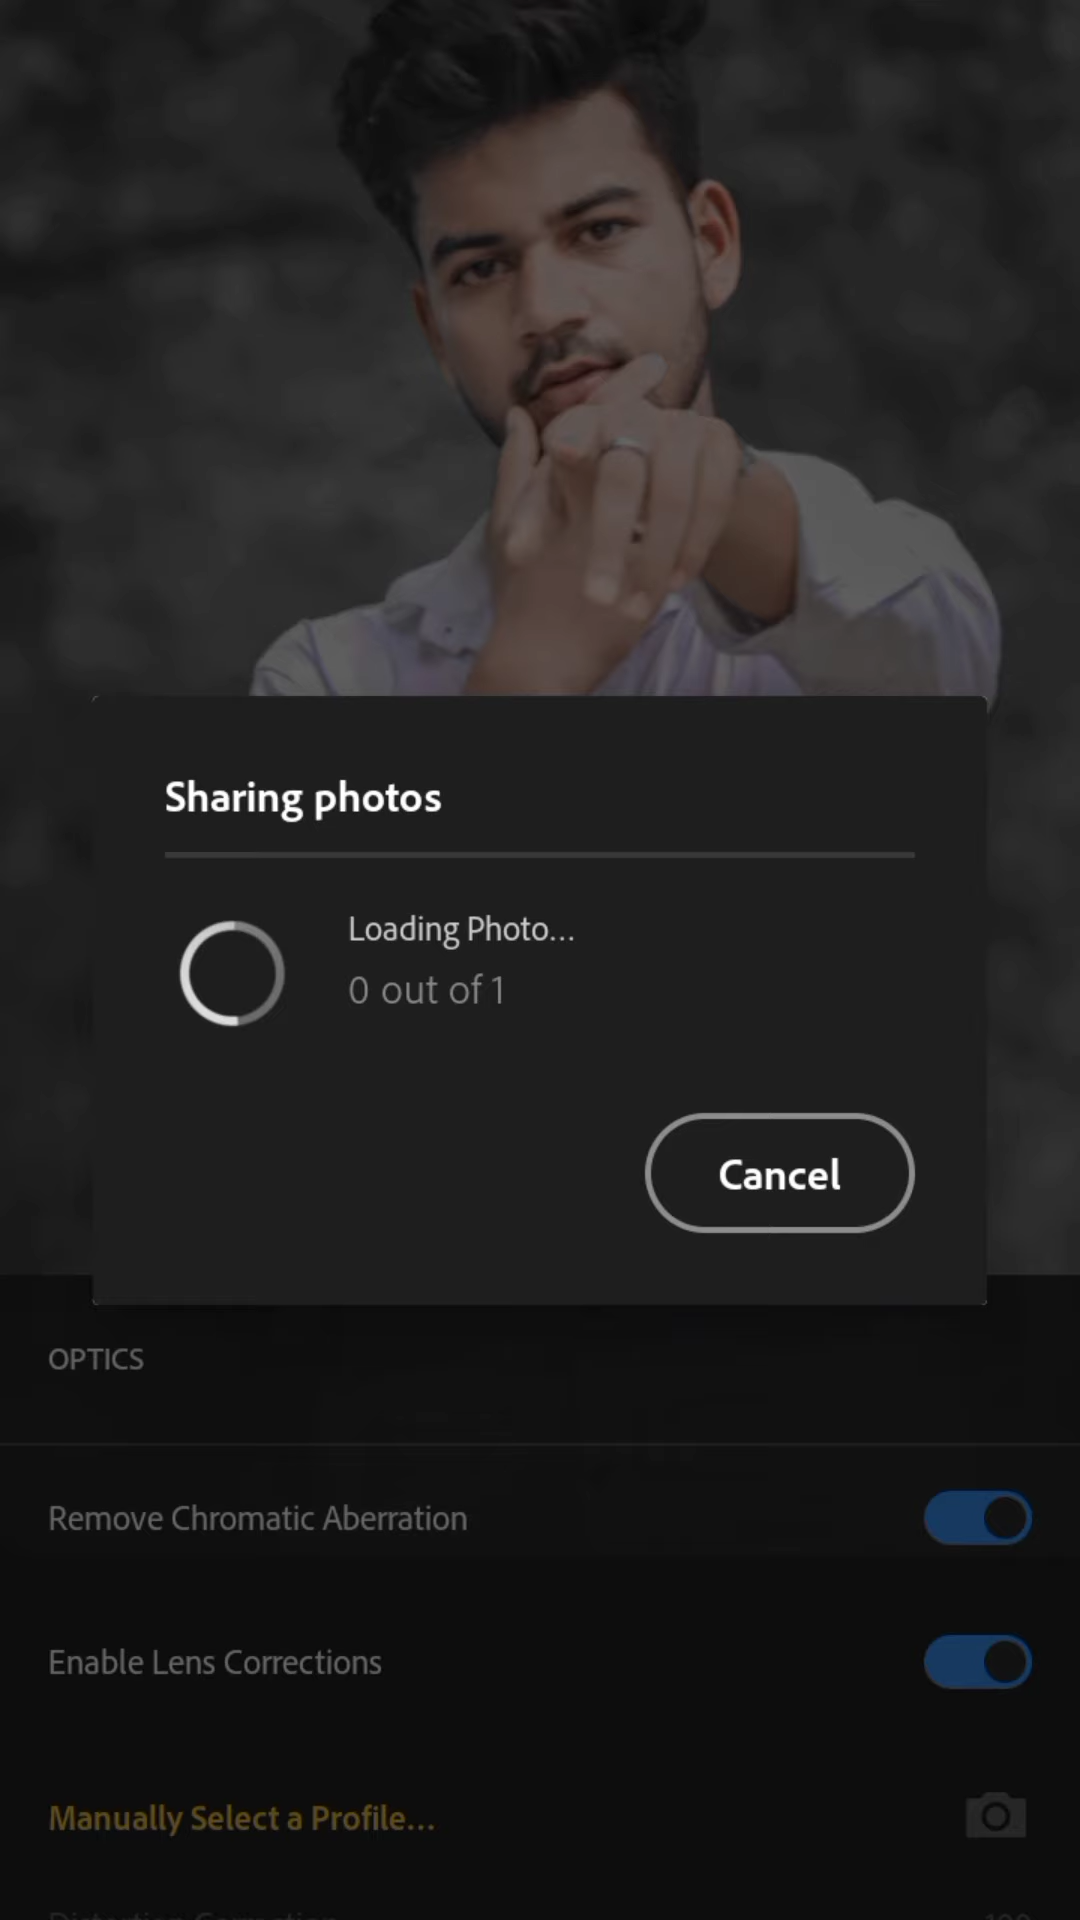 Sharing photos
Loading Photo...
0 out of 1
Cancel
OPTICS
Remove Chromatic Aberration
Enable Lens Corrections
Manually Select a Profile...